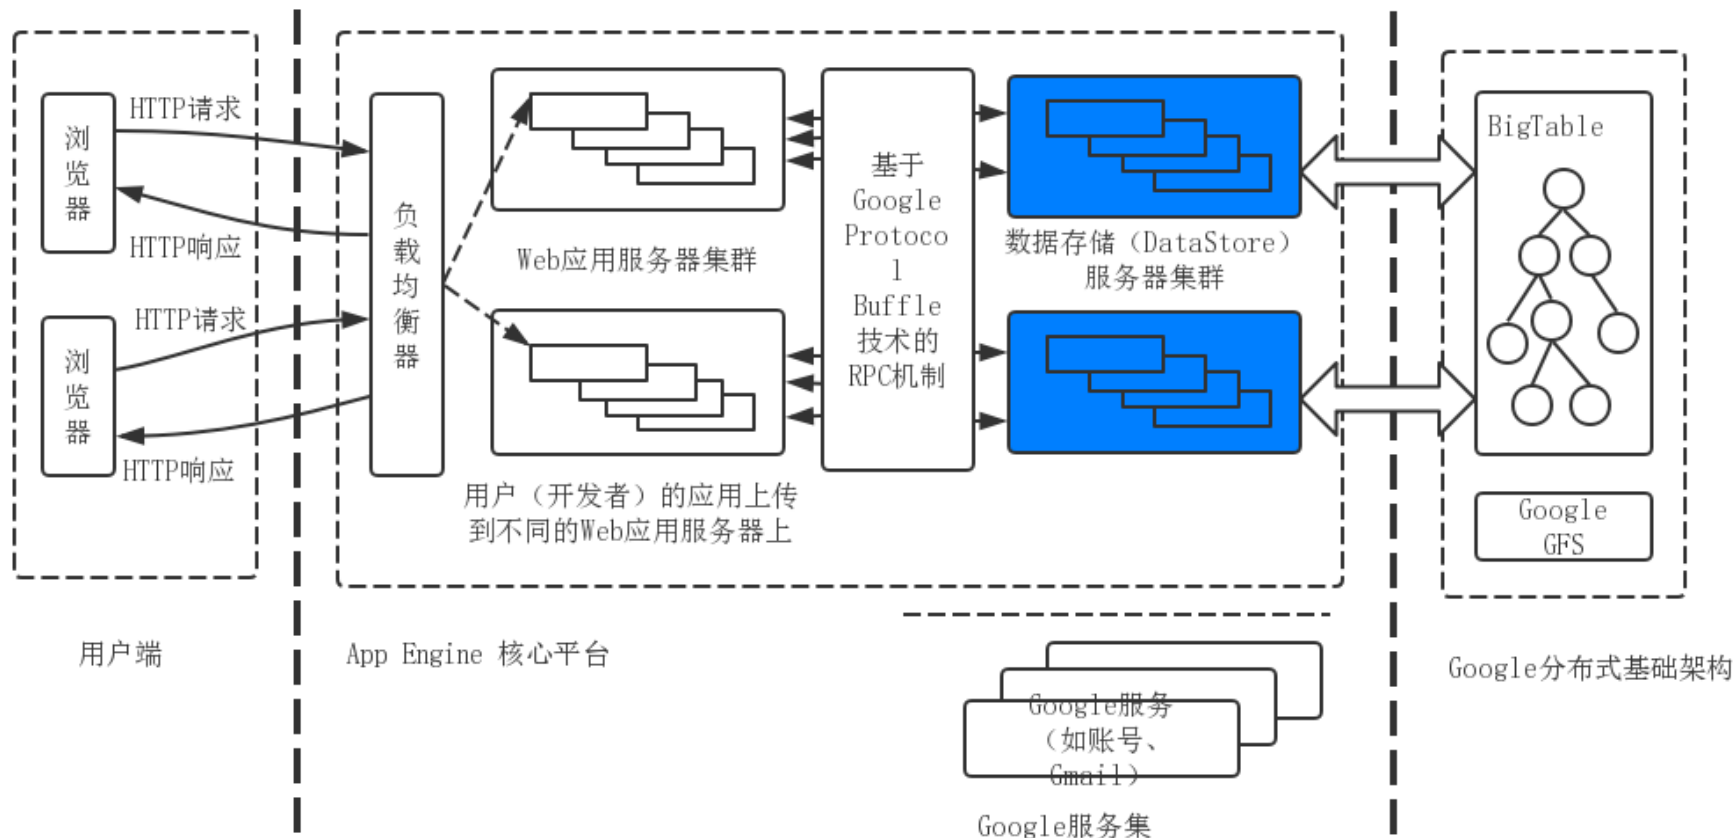 HTTP请求
浏
览
器
HTTP响应
HTTP请求
浏
览
器
HTTP响应
用户端
负
载
均
衡
器
Web应用服务器集群
用户（开发者）的应用上传
到不同的Web应用服务器上
基于
Google
Protoco
l
Buffle
技术的
RPC机制
数据存储（DataStore）
服务器集群
App Engine 核心平台
Google服务
（如账号、
Gmail）
Google服务集
BigTable
Google
GFS
Google分布式基础架构